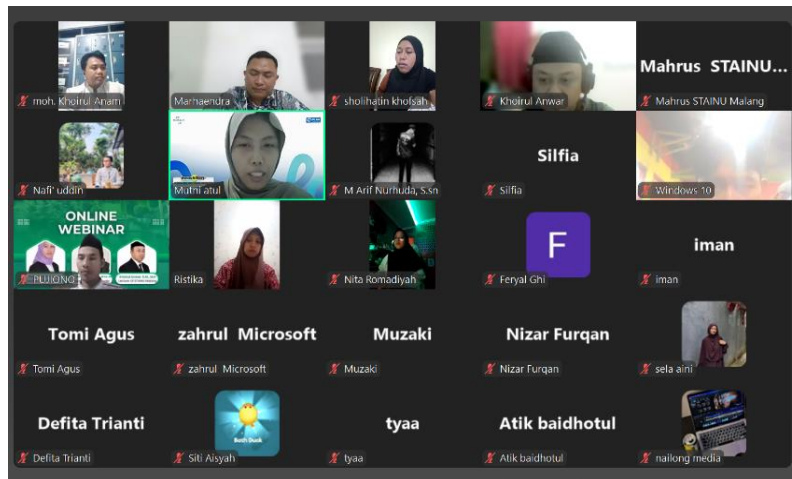 Mahrus STAINU...
moh. Khoirul Anam
Marhaendra
sholihatin khofsah
Khoirul Anwar
Mahrus STAINU Malang
Silfia
Nafi' uddin
Mutni atul
M Arif Nurhuda, S.sn
Silfia
Windows 10
ONLINE
WEBINAR
F
iman
PUJIONO
Ristika
Nita Romadiyah
Feryal Ghi
iman
Tomi Agus
zahrul Microsoft
Muzaki
Nizar Furqan
Tomi Agus
zahrul Microsoft
Muzaki
Nizar Furqan
sela aini
Defita Trianti
Bath Duck
tyaa
Atik baidhotul
Defita Trianti
Siti Aisyah
tyaa
Atik baidhotul
nailong media